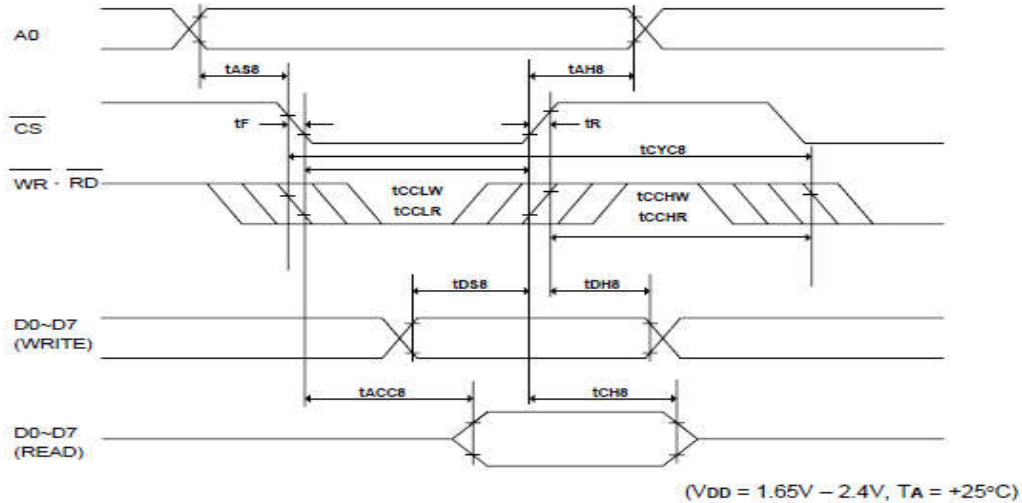 A0
tAS8 tAH8
CS
tF tR
tCYC8
WR · RD
tCCLW tCCHW
tCCLR tCCHR
tDS8 tDH8
D0~D7
(WRITE)
tACC8 tCH8
D0~D7
(READ)
(VDD = 1.65V – 2.4V, TA = +25°C)